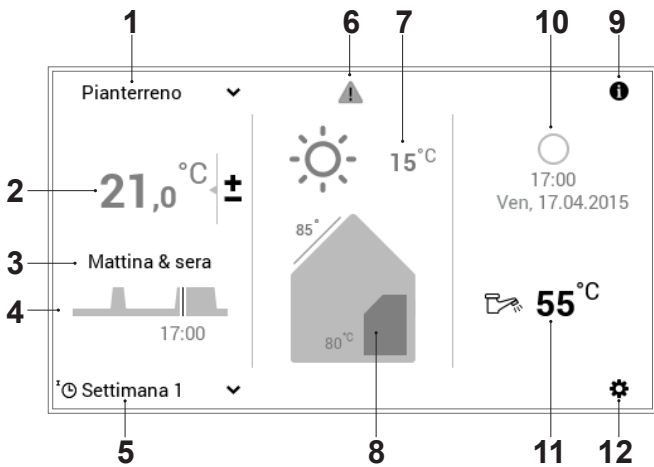 1
6
7
10
9
Pianterreno
15°C
2
21,0 °C
±
17:00
Ven, 17.04.2015
85°
3
Mattina & sera
4
17:00
80°C
55°C
z Settimana 1
5
8
11
12